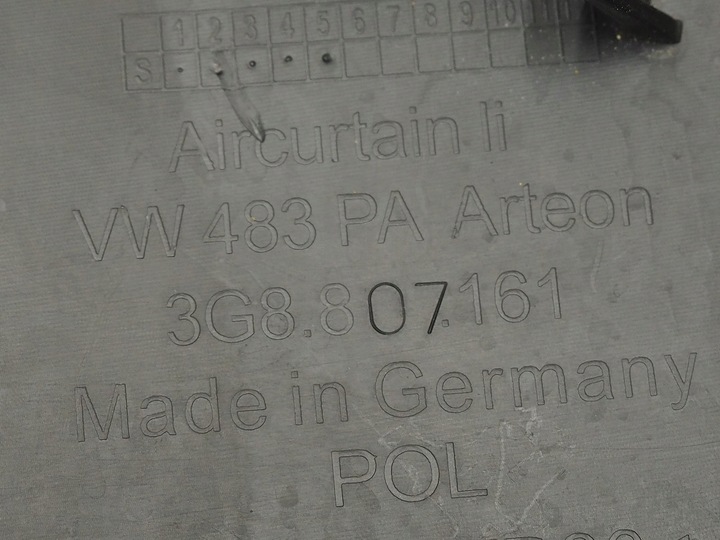 1 2 3 4 5 6 7 8 9 10 11
S
Aircurtain li
VW 483 PA Arteon
3G8.807.161
Made in Germany
POL